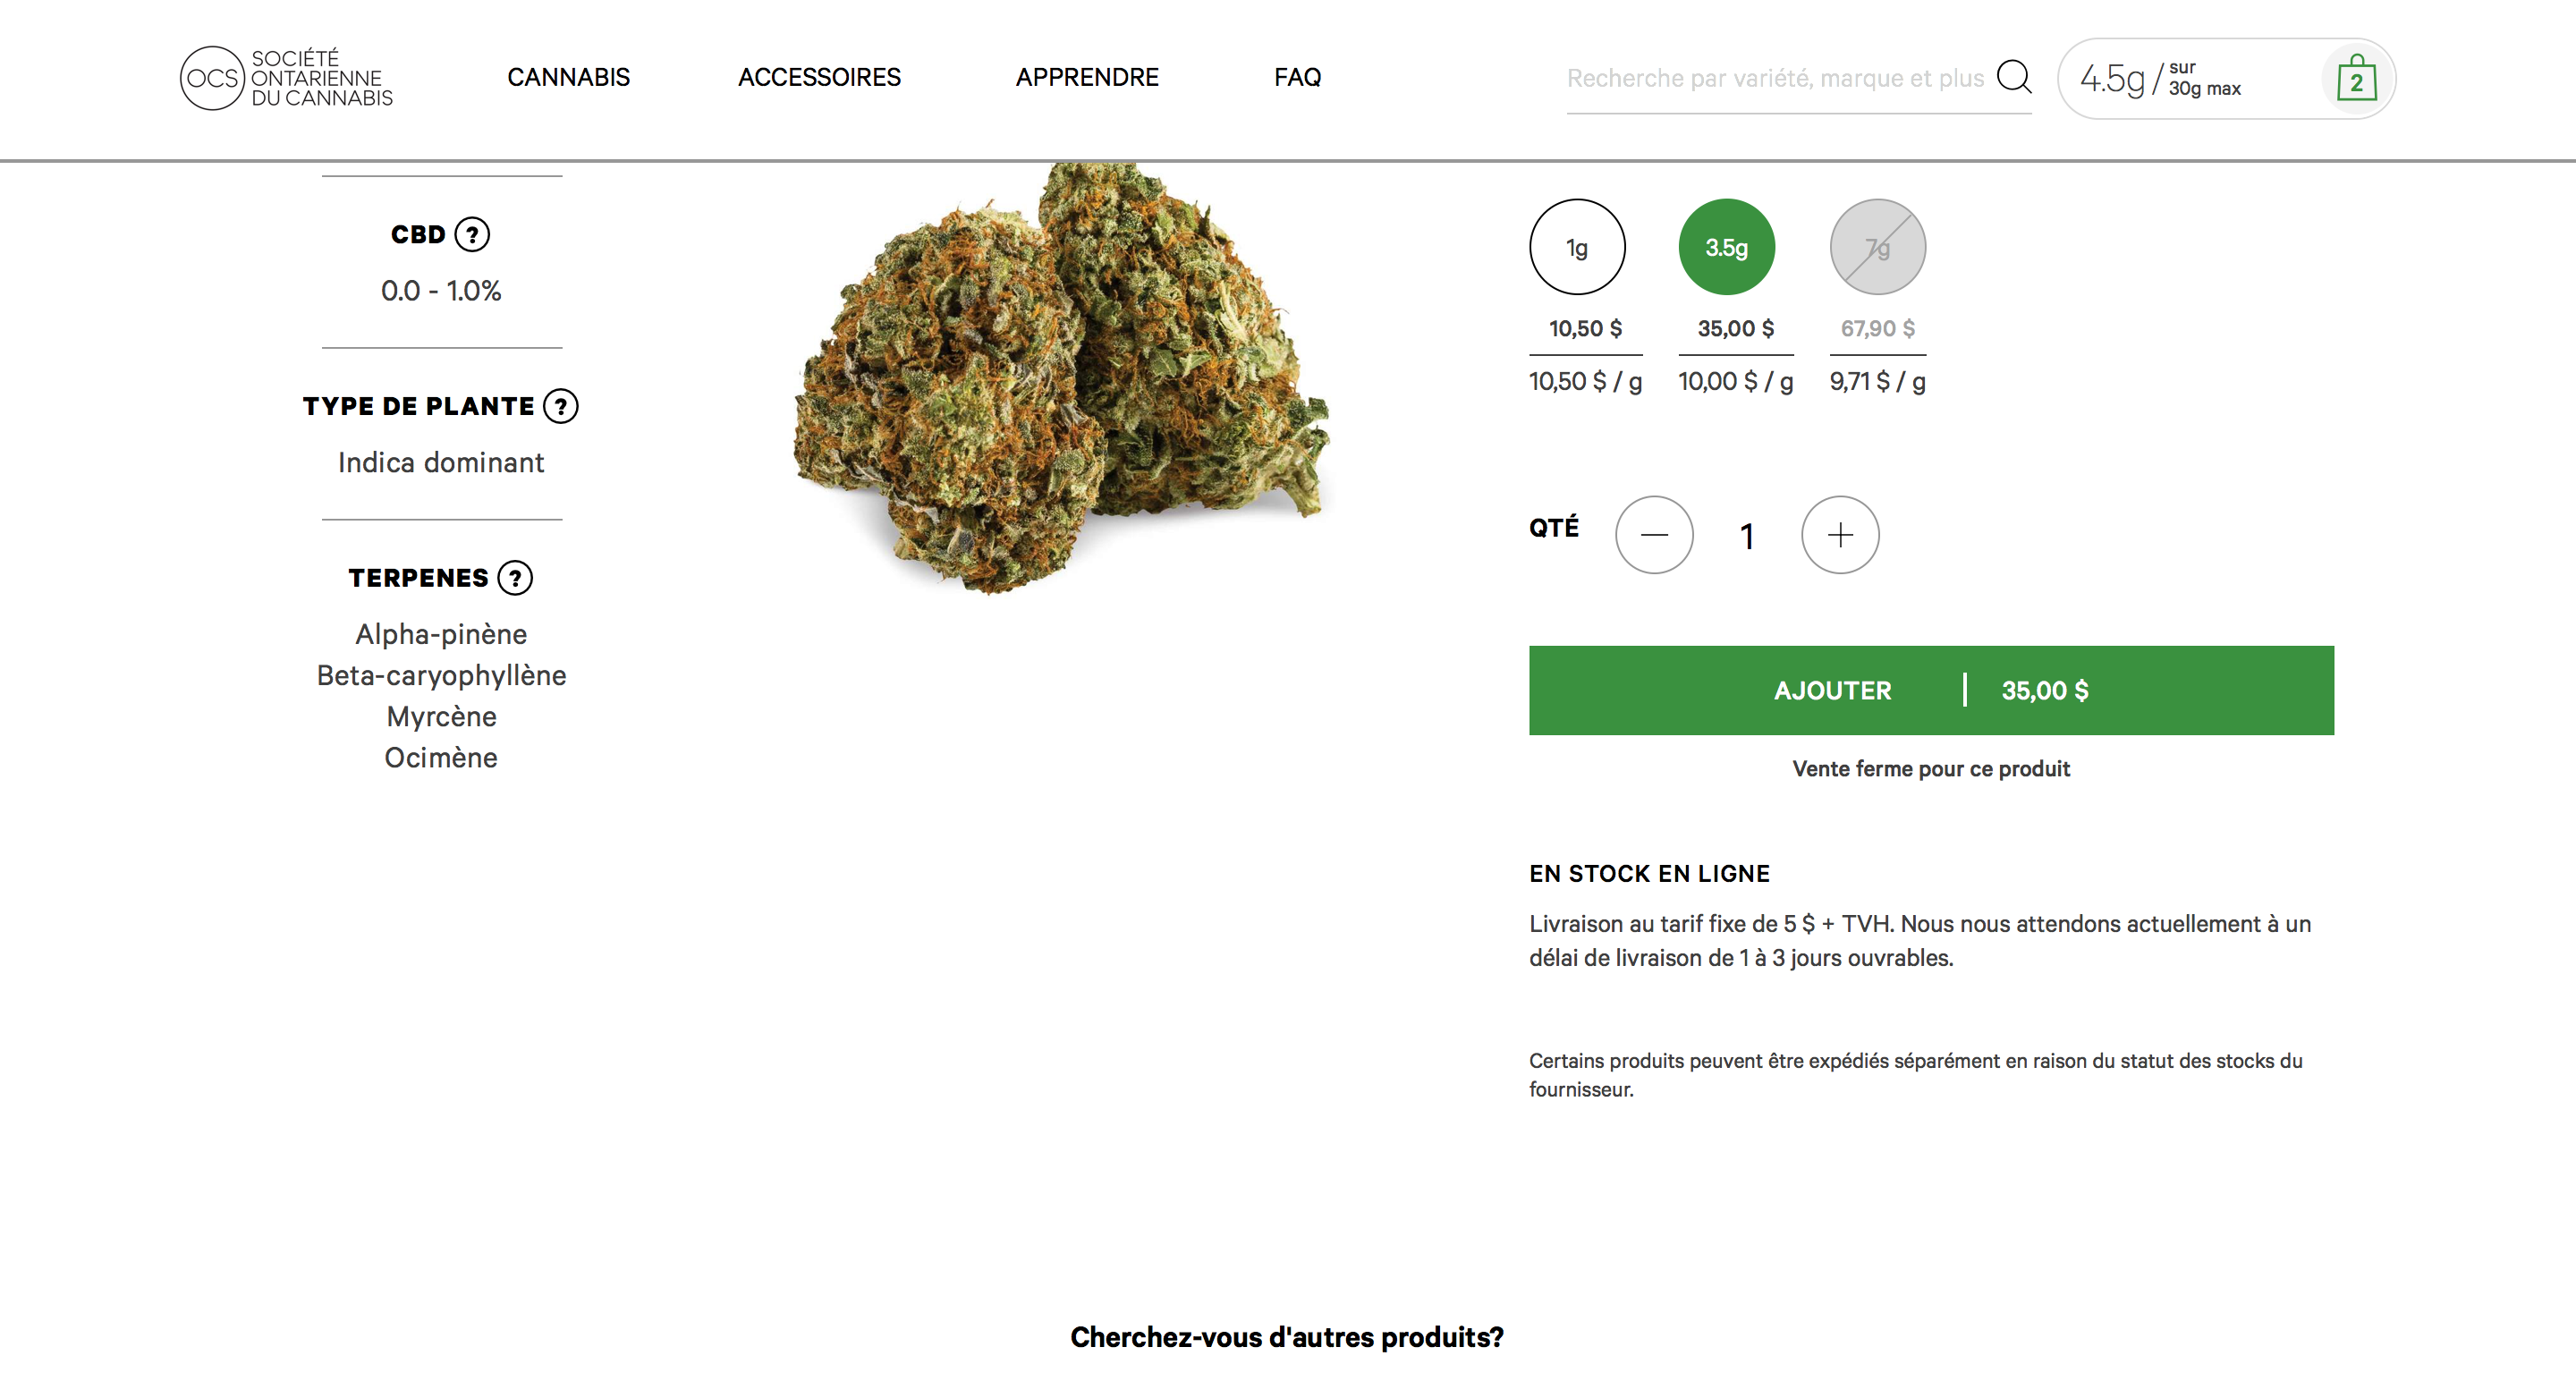 OCS
SOCIÉTÉ
ONTARIENNE
DU CANNABIS
CANNABIS
ACCESSOIRES
APPRENDRE
FAQ
Recherche par variété, marque et plus
4.5g / sur
30g max
2
CBD ?
0.0 - 1.0%
TYPE DE PLANTE ?
Indica dominant
TERPENES ?
Alpha-pinène
Beta-caryophyllène
Myrcène
Ocimène
1g 3.5g 7g
10,50 $ 35,00 $ 67,90 $
10,50 $ / g 10,00 $ / g 9,71 $ / g
QTÉ — 1 +
AJOUTER | 35,00 $
Vente ferme pour ce produit
EN STOCK EN LIGNE
Livraison au tarif fixe de 5 $ + TVH. Nous nous attendons actuellement à un
délai de livraison de 1 à 3 jours ouvrables.
Certains produits peuvent être expédiés séparément en raison du statut des stocks du
fournisseur.
Cherchez-vous d'autres produits?